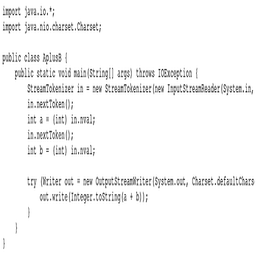 import java.io.*;
import java.nio.charset.Charset;

public class AplusB {
    public static void main(String[] args) throws IOException {
        StreamTokenizer in = new StreamTokenizer(new InputStreamReader(System.in,
        in.nextToken();
        int a = (int) in.nval;
        in.nextToken();
        int b = (int) in.nval;

        try (Writer out = new OutputStreamWriter(System.out, Charset.defaultChars
            out.write(Integer.toString(a + b));
        }
    }
}